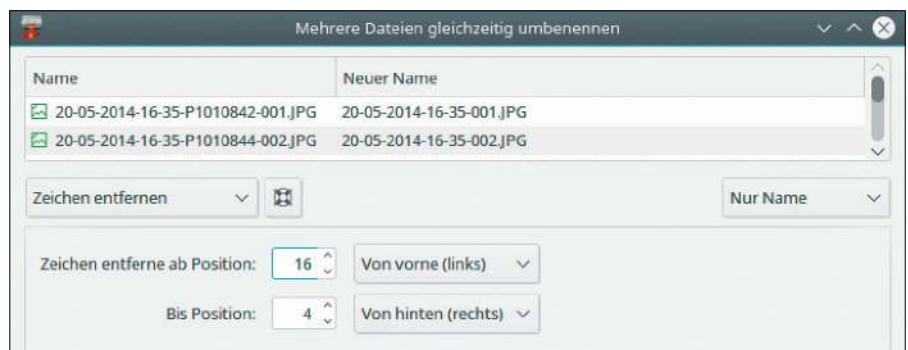 Mehrere Dateien gleichzeitig umbenennen
Name Neuer Name
20-05-2014-16-35-P1010842-001.JPG 20-05-2014-16-35-001.JPG
20-05-2014-16-35-P1010844-002.JPG 20-05-2014-16-35-002.JPG
Zeichen entfernen Nur Name
Zeichen entferne ab Position: 16 Von vorne (links)
Bis Position: 4 Von hinten (rechts)